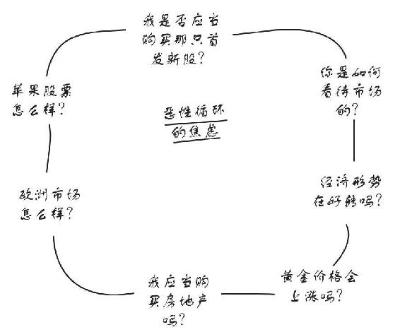 我是否应当
购买那只首
发新股?
你是如何
看待市场
的?
经济形势
在好转吗?
黄金价格会
上涨吗?
我应当购
买房地产
吗?
欧洲市场
怎么样?
苹果股票
怎么样?
恶性循环
的焦虑